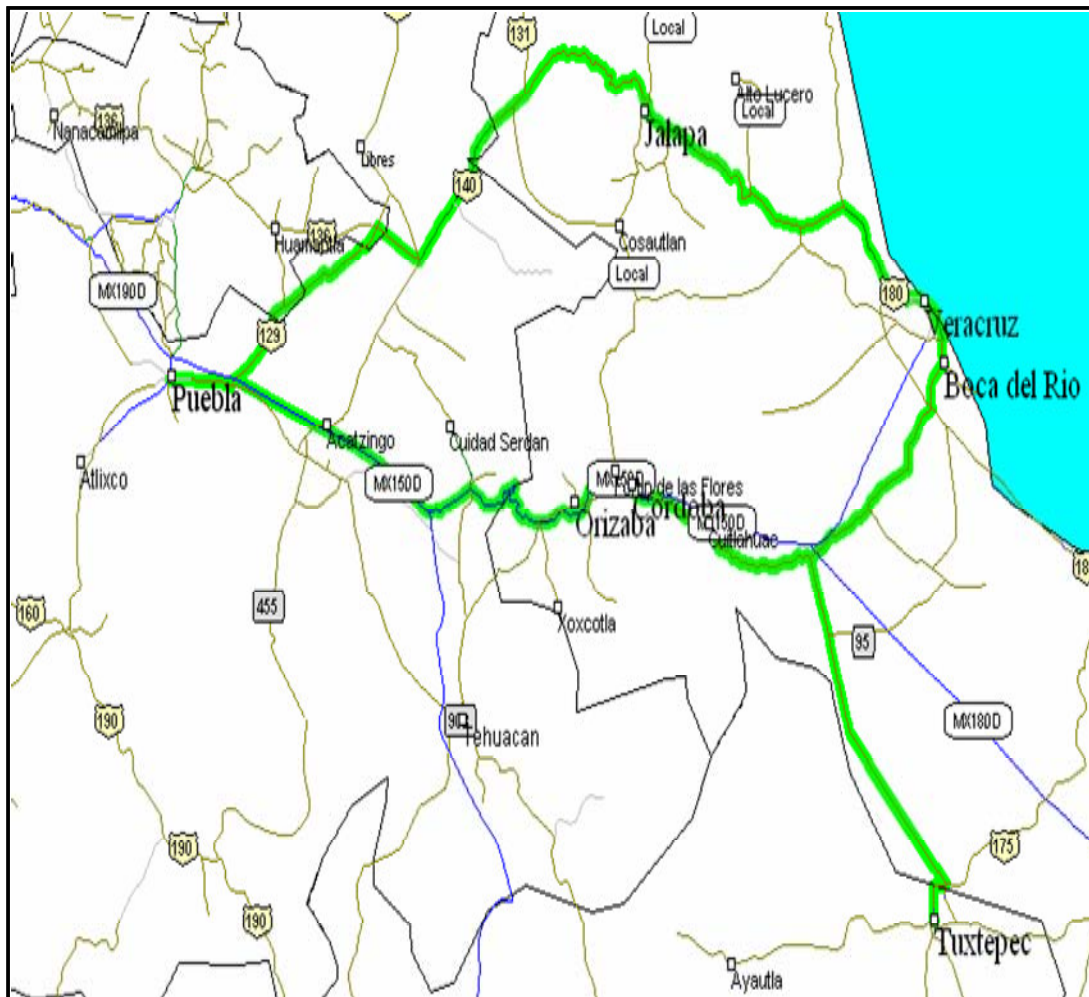 131
Local
Alto Lucero
Local
Nanacamilpa
136
Jalapa
Libres
140
Huamantla
136
Cosautlan
Local
MX190D
180
129
Veracruz
Puebla
Boca del Rio
Acatzingo
Cuidad Serdan
Atlixco
MX150D
Fortin de las Flores
Orizaba
Cordoba
MX150D
Cuitlahuac
160
455
Xoxcotla
95
190
Tehuacan
MX180D
190
175
190
Tuxtepec
Ayautla